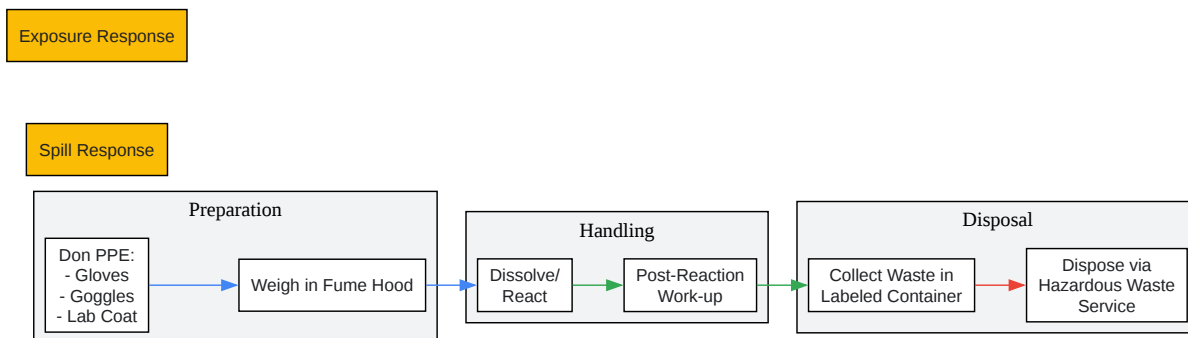 Exposure Response
Spill Response
Preparation
Don PPE:
- Gloves
- Goggles
- Lab Coat
Weigh in Fume Hood
Handling
Dissolve/
React
Post-Reaction
Work-up
Disposal
Collect Waste in
Labeled Container
Dispose via
Hazardous Waste
Service